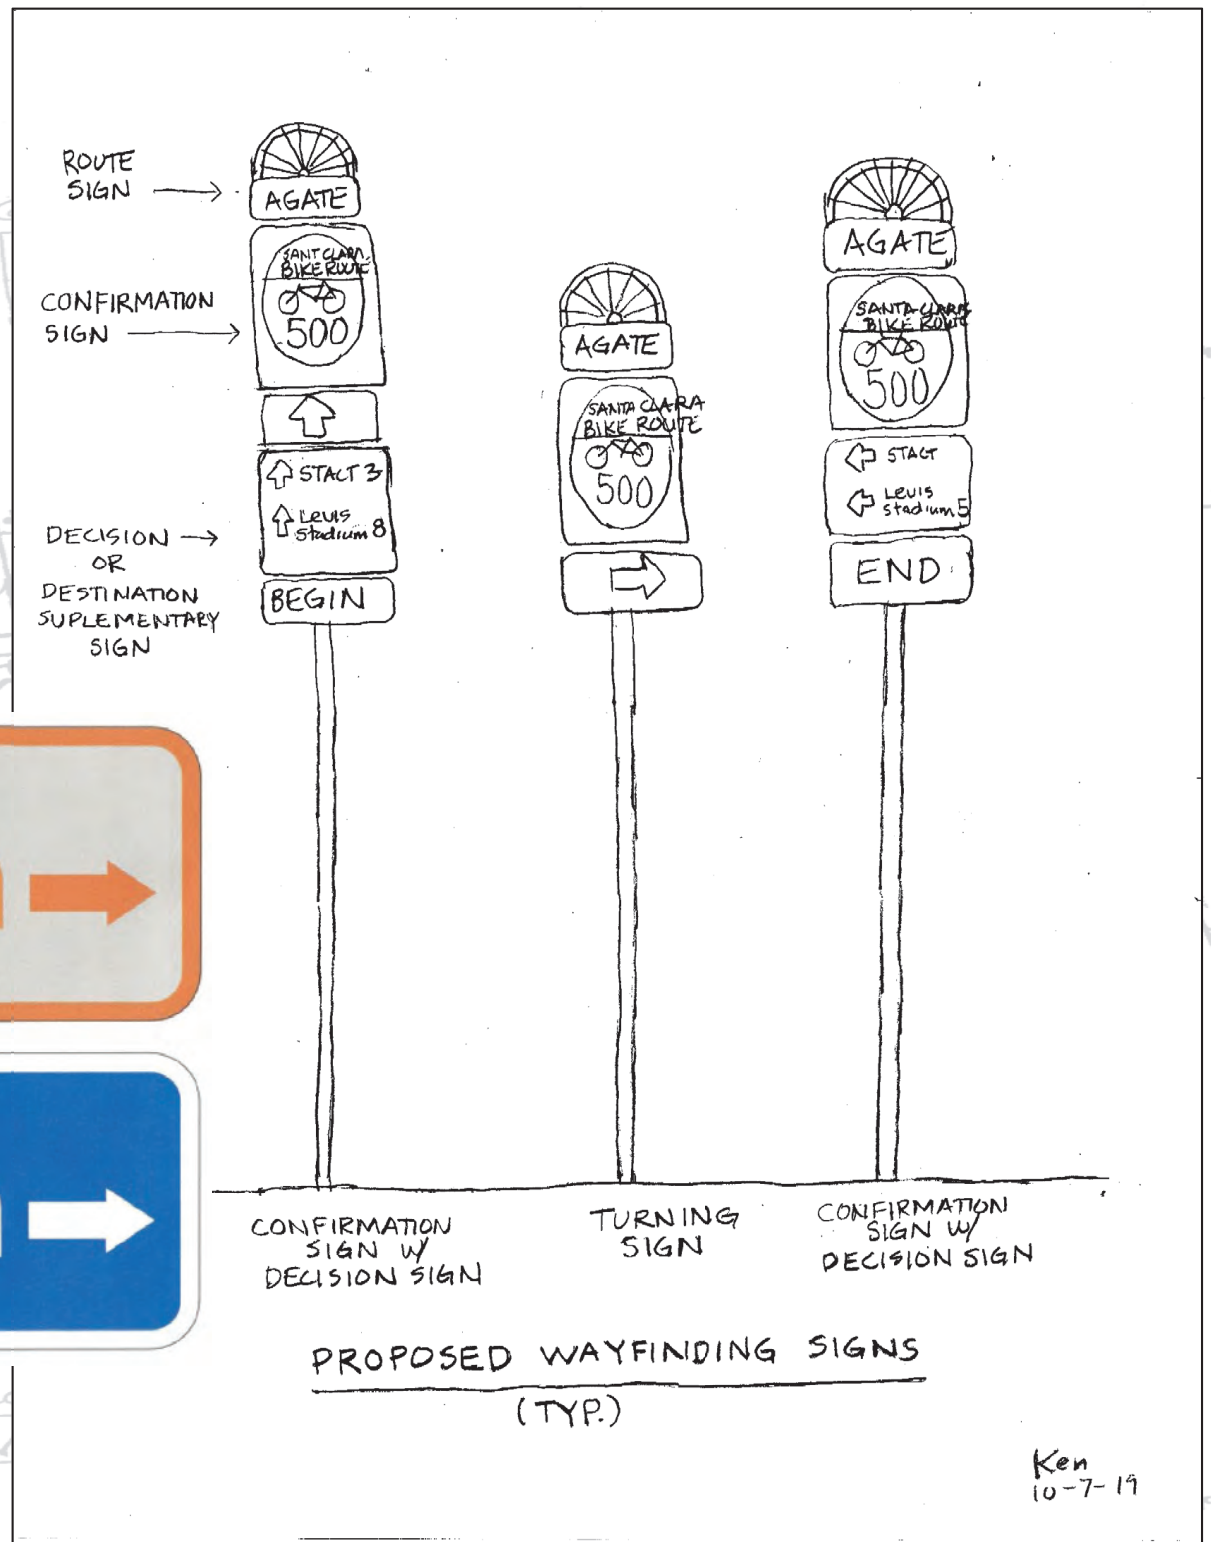 ROUTE
SIGN
CONFIRMATION
SIGN
DECISION
OR
DESTINATION
SUPLEMENTARY
SIGN
AGATE
SANT CLARA
BIKE ROUTE
500
STACT 3
Levis
Stadium 8
BEGIN
AGATE
SANTA CLARA
BIKE ROUTE
500
AGATE
SANTA CLARA
BIKE ROUTE
500
STACT
Levis
Stadium 5
END
CONFIRMATION
SIGN W/
DECISION SIGN
TURNING
SIGN
CONFIRMATION
SIGN W/
DECISION SIGN
PROPOSED WAYFINDING SIGNS
(TYP.)
Ken
10-7-19